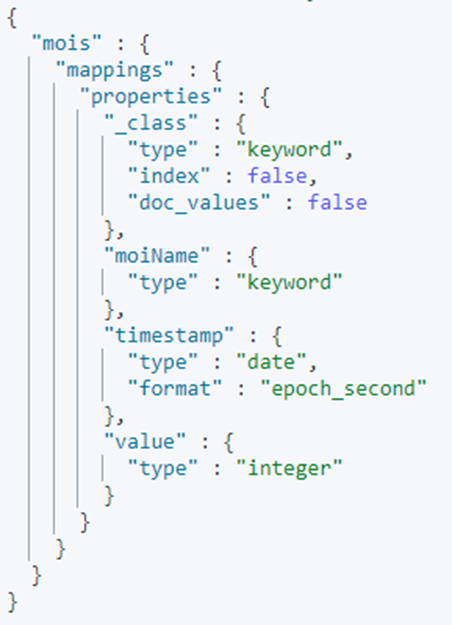 {
  "mois" : {
    "mappings" : {
      "properties" : {
        "_class" : {
          "type" : "keyword",
          "index" : false,
          "doc_values" : false
        },
        "moiName" : {
          "type" : "keyword"
        },
        "timestamp" : {
          "type" : "date",
          "format" : "epoch_second"
        },
        "value" : {
          "type" : "integer"
        }
      }
    }
  }
}